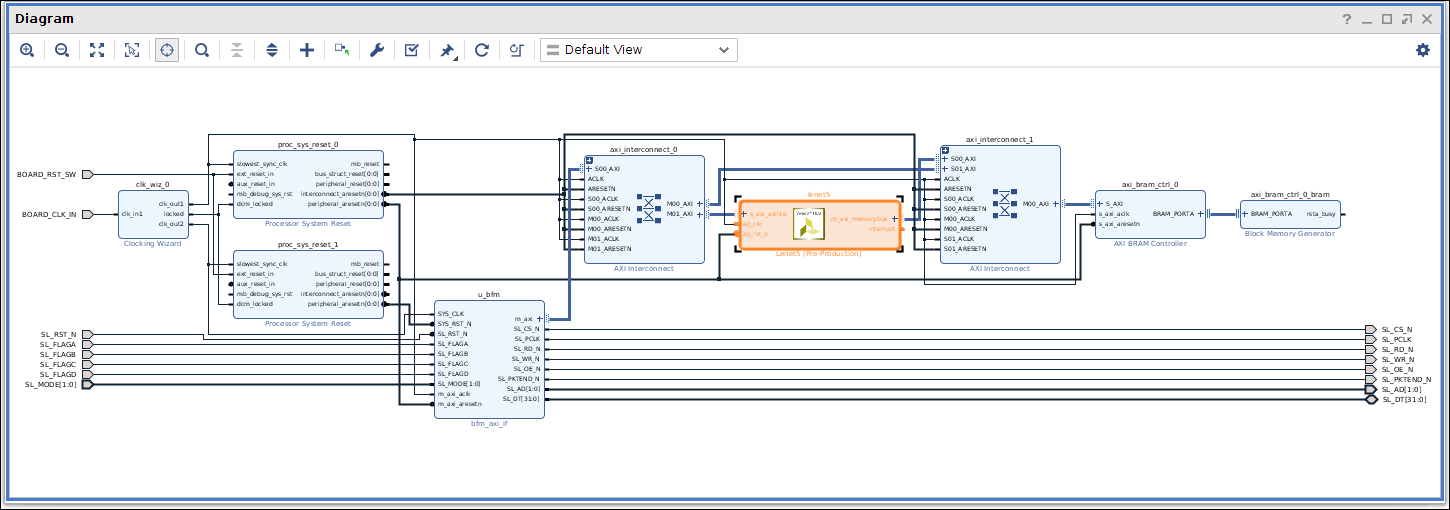 Diagram
Default View
BOARD_RST_SW
BOARD_CLK_IN
clk_wiz_0
clk_in1
clk_out1
locked
clk_out2
Clocking Wizard
proc_sys_reset_0
slowest_sync_clk
ext_reset_in
aux_reset_in
mb_debug_sys_rst
dcm_locked
mb_reset
bus_struct_reset[0:0]
peripheral_reset[0:0]
interconnect_aresetn[0:0]
peripheral_aresetn[0:0]
Processor System Reset
proc_sys_reset_1
slowest_sync_clk
ext_reset_in
aux_reset_in
mb_debug_sys_rst
dcm_locked
mb_reset
bus_struct_reset[0:0]
peripheral_reset[0:0]
interconnect_aresetn[0:0]
peripheral_aresetn[0:0]
Processor System Reset
SL_RST_N
SL_FLAGA
SL_FLAGB
SL_FLAGC
SL_FLAGD
SL_MODE[1:0]
u_bfm
SYS_CLK
SYS_RST_N
SL_RST_N
SL_FLAGA
SL_FLAGB
SL_FLAGC
SL_FLAGD
SL_MODE[1:0]
m_axi_aclk
m_axi_aresetn
m_axi
SL_CS_N
SL_PCLK
SL_RD_N
SL_WR_N
SL_OE_N
SL_PKTEND_N
SL_AD[1:0]
SL_DT[31:0]
bfm_axi_if
axi_interconnect_0
S00_AXI
ACLK
ARESETN
S00_ACLK
S00_ARESETN
M00_ACLK
M00_ARESETN
M01_ACLK
M01_ARESETN
M00_AXI
M01_AXI
AXI Interconnect
lenet5
s_axi_axilite
ap_clk
ap_rst_n
Vivado™ HLS
m_axi_memorybus
interrupt
Lenet5 (Pre-Production)
axi_interconnect_1
S00_AXI
S01_AXI
ACLK
ARESETN
S00_ACLK
S00_ARESETN
M00_ACLK
M00_ARESETN
S01_ACLK
S01_ARESETN
M00_AXI
AXI Interconnect
axi_bram_ctrl_0
S_AXI
s_axi_aclk
s_axi_aresetn
BRAM_PORTA
AXI BRAM Controller
axi_bram_ctrl_0_bram
BRAM_PORTA
rsta_busy
Block Memory Generator
SL_CS_N
SL_PCLK
SL_RD_N
SL_WR_N
SL_OE_N
SL_PKTEND_N
SL_AD[1:0]
SL_DT[31:0]